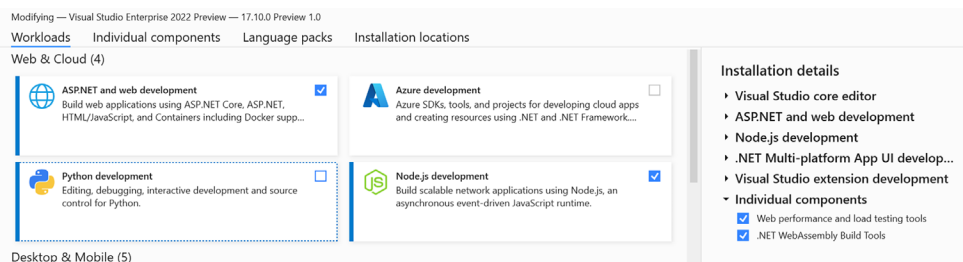 Modifying — Visual Studio Enterprise 2022 Preview — 17.10.0 Preview 1.0
Workloads Individual components Language packs Installation locations
Web & Cloud (4)
ASP.NET and web development
Build web applications using ASP.NET Core, ASP.NET,
HTML/JavaScript, and Containers including Docker supp...
Azure development
Azure SDKs, tools, and projects for developing cloud apps
and creating resources using .NET and .NET Framework....
Python development
Editing, debugging, interactive development and source
control for Python.
Node.js development
Build scalable network applications using Node.js, an
asynchronous event-driven JavaScript runtime.
Desktop & Mobile (5)
Installation details
Visual Studio core editor
ASP.NET and web development
Node.js development
.NET Multi-platform App UI develop...
Visual Studio extension development
Individual components
Web performance and load testing tools
.NET WebAssembly Build Tools